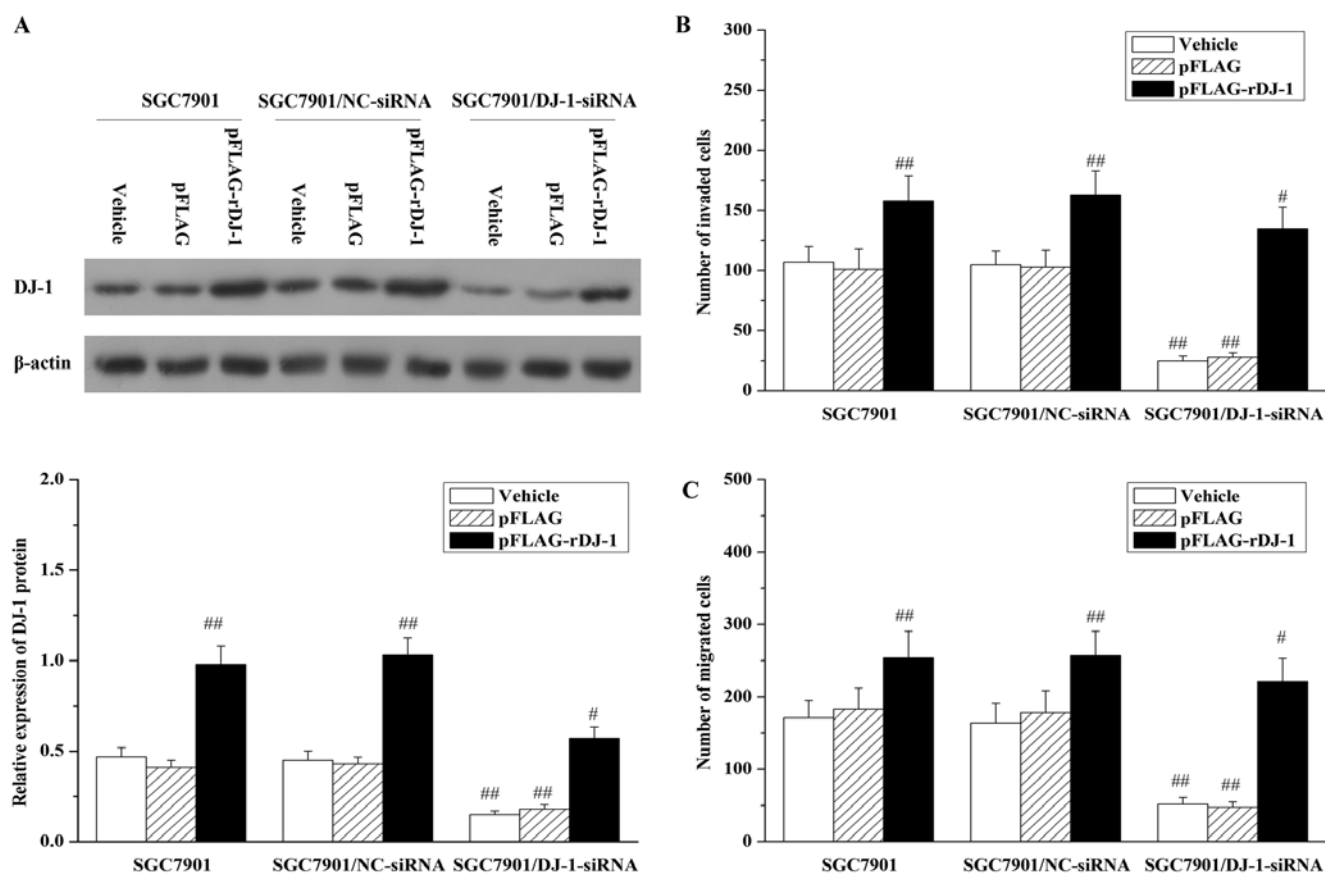 A
SGC7901 SGC7901/NC-siRNA SGC7901/DJ-1-siRNA
Vehicle
pFLAG
pFLAG-rDJ-1
Vehicle
pFLAG
pFLAG-rDJ-1
Vehicle
pFLAG
pFLAG-rDJ-1
DJ-1
β-actin
2.0
1.5
1.0
0.5
0.0
Relative expression of DJ-1 protein
Vehicle
pFLAG
pFLAG-rDJ-1
##
##
## ## #
SGC7901 SGC7901/NC-siRNA SGC7901/DJ-1-siRNA
B
300
250
200
150
100
50
0
Number of invaded cells
Vehicle
pFLAG
pFLAG-rDJ-1
##
##
## ## #
SGC7901 SGC7901/NC-siRNA SGC7901/DJ-1-siRNA
C
500
400
300
200
100
0
Number of migrated cells
Vehicle
pFLAG
pFLAG-rDJ-1
##
##
## ## #
SGC7901 SGC7901/NC-siRNA SGC7901/DJ-1-siRNA